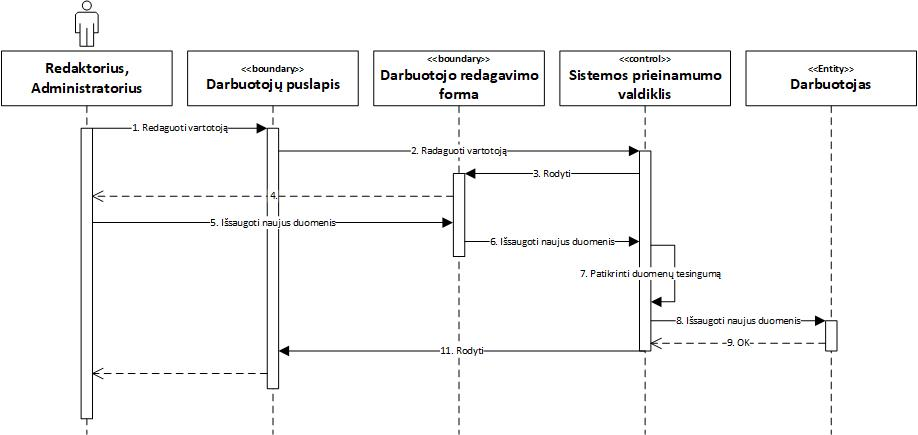 Redaktorius,
Administratorius
<<boundary>>
Darbuotojų puslapis
<<boundary>>
Darbuotojo redagavimo
forma
<<control>>
Sistemos prieinamumo
valdiklis
<<Entity>>
Darbuotojas
1. Redaguoti vartotoją
2. Radaguoti vartotoją
3. Rodyti
4.
5. Išsaugoti naujus duomenis
6. Išsaugoti naujus duomenis
7. Patikrinti duomenų tesingumą
8. Išsaugoti naujus duomenis
9. OK
11. Rodyti